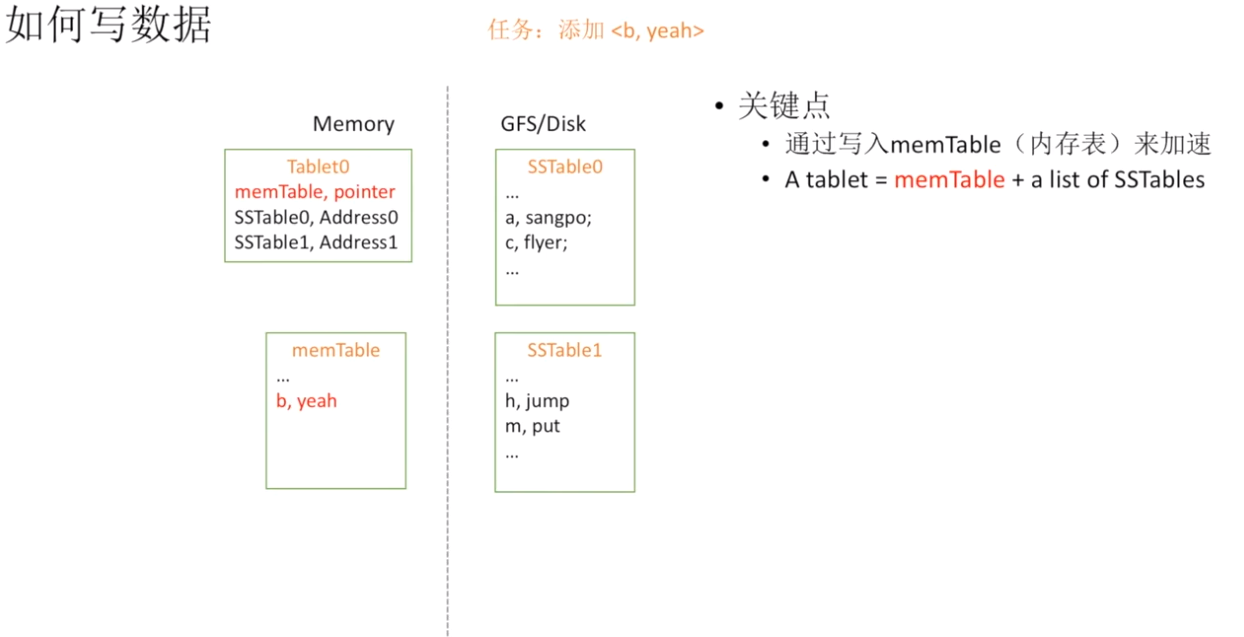 如何写数据
任务：添加 <b, yeah>
Memory
Tablet0
memTable, pointer
SSTable0, Address0
SSTable1, Address1
memTable
...
b, yeah
GFS/Disk
SSTable0
...
a, sangpo;
c, flyer;
...
SSTable1
...
h, jump
m, put
...
• 关键点
• 通过写入memTable（内存表）来加速
• A tablet = memTable + a list of SSTables